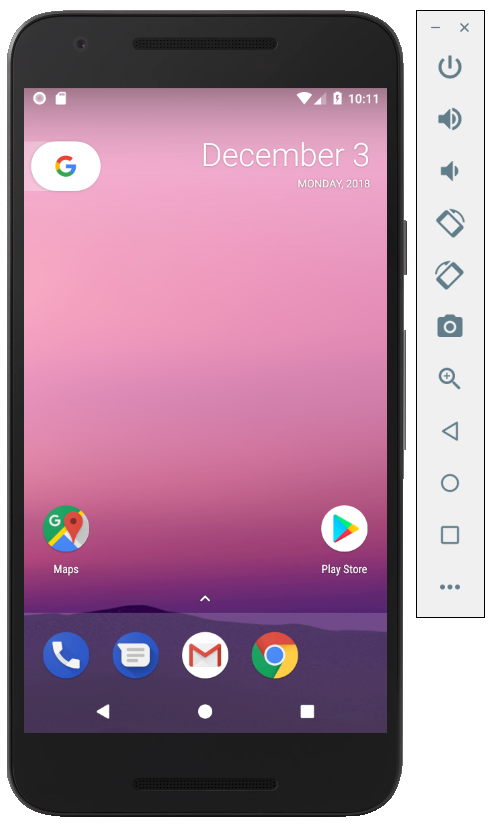 10:11
G
December 3
MONDAY, 2018
G
Maps
Play Store